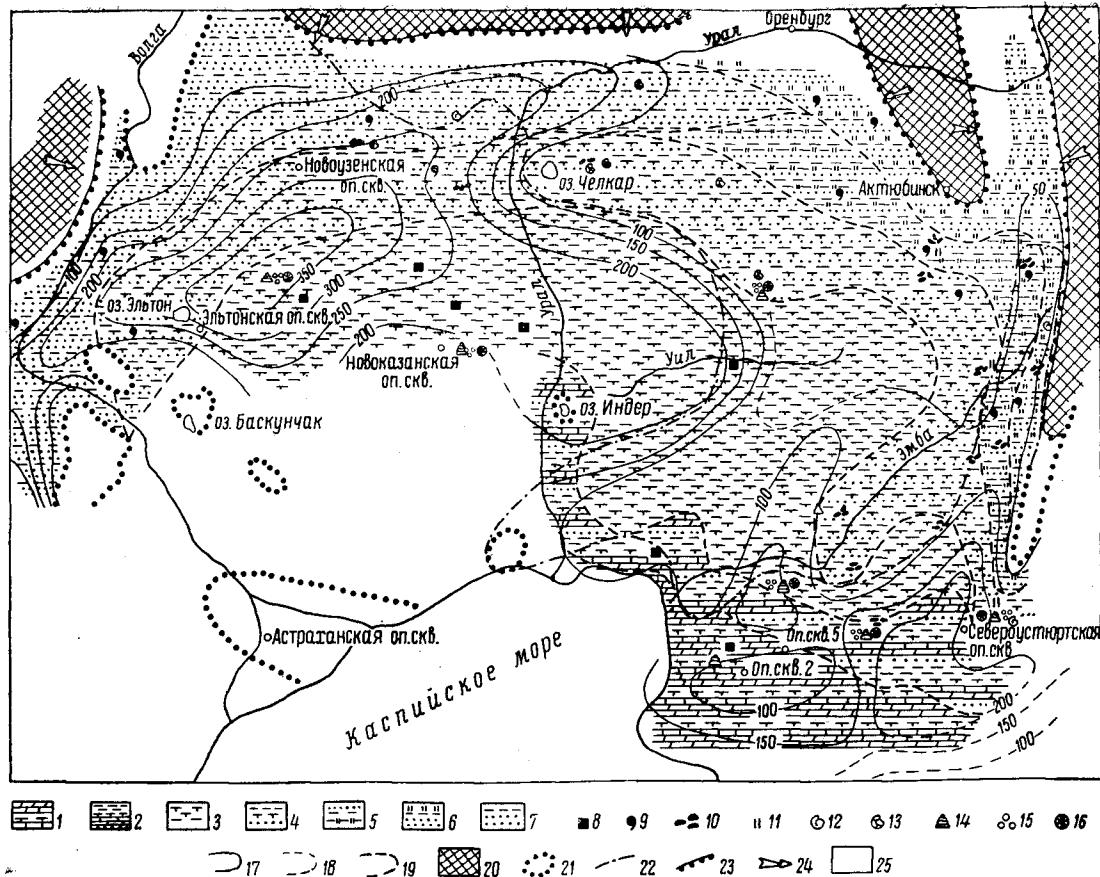 Оренбург
Урал
Волга
200
Новоузенская
оп.скв.
оз. Челкар
Актюбинск
50
100
150
200
100
200
350
300
250
200
оз. Эльтон
Эльтонская оп.скв.
Урал
Новоказанская
оп.скв.
Уил
оз. Индер
оз. Баскунчак
Эмба
100
Астраханская оп.скв.
Каспийское море
Оп.скв. 5
Североустюртская
оп.скв.
Оп.скв. 2
100
150
200
150
100
1 2 3 4 5 6 7 8 9 10 11 12 13 14 15 16
17 18 19 20 21 22 23 24 25